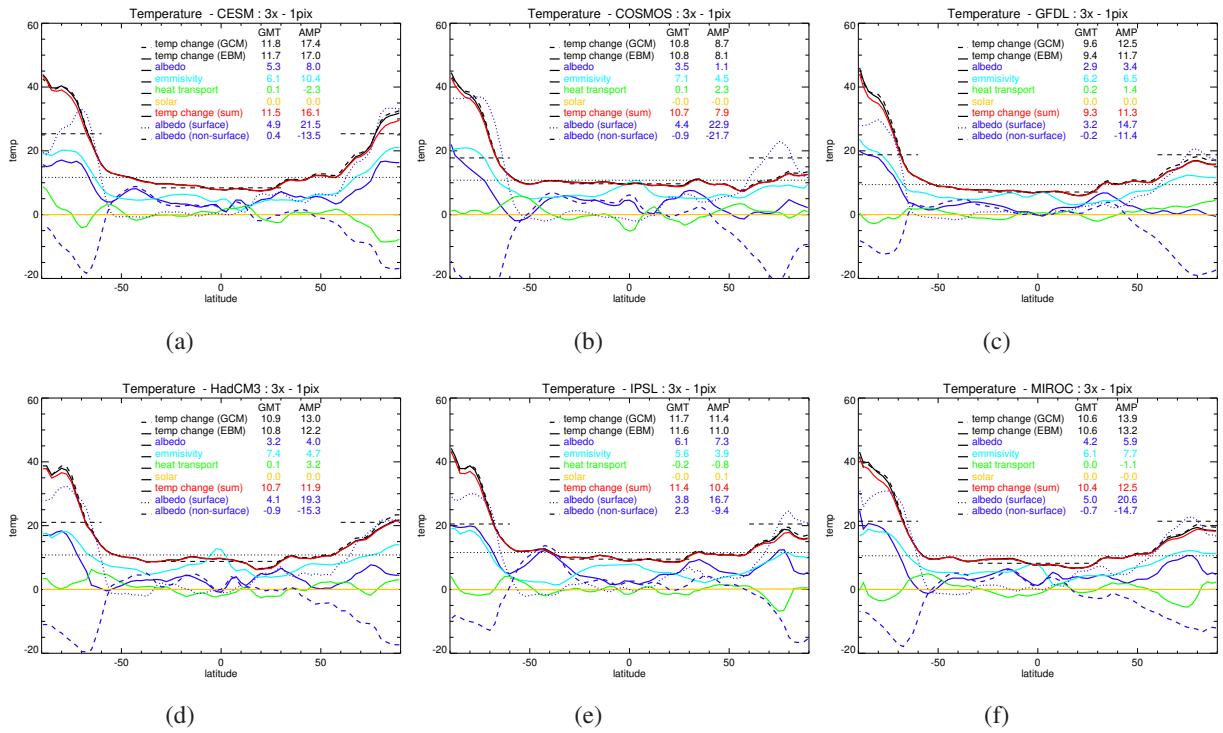 Temperature - CESM : 3x - 1pix
GMT AMP
temp change (GCM) 11.8 17.4
temp change (EBM) 11.7 17.0
albedo 5.3 8.0
emmisivity 6.1 10.4
heat transport 0.1 -2.3
solar 0.0 0.0
temp change (sum) 11.5 16.1
albedo (surface) 4.9 21.5
albedo (non-surface) 0.4 -13.5
60
40
20
0
-20
temp
-50 0 50
latitude
(a)
Temperature - COSMOS : 3x - 1pix
GMT AMP
temp change (GCM) 10.8 8.7
temp change (EBM) 10.8 8.1
albedo 3.5 1.1
emmisivity 7.1 4.5
heat transport 0.1 2.3
solar -0.0 -0.0
temp change (sum) 10.7 7.9
albedo (surface) 4.4 22.9
albedo (non-surface) -0.9 -21.7
60
40
20
0
-20
temp
-50 0 50
latitude
(b)
Temperature - GFDL : 3x - 1pix
GMT AMP
temp change (GCM) 9.6 12.5
temp change (EBM) 9.4 11.7
albedo 2.9 3.4
emmisivity 6.2 6.5
heat transport 0.2 1.4
solar -0.0 0.0
temp change (sum) 9.3 11.3
albedo (surface) 3.2 14.7
albedo (non-surface) -0.2 -11.4
60
40
20
0
-20
temp
-50 0 50
latitude
(c)
Temperature - HadCM3 : 3x - 1pix
GMT AMP
temp change (GCM) 10.9 13.0
temp change (EBM) 10.8 12.2
albedo 3.2 4.0
emmisivity 7.4 4.7
heat transport 0.1 3.2
solar 0.0 0.0
temp change (sum) 10.7 11.9
albedo (surface) 4.1 19.3
albedo (non-surface) -0.9 -15.3
60
40
20
0
-20
temp
-50 0 50
latitude
(d)
Temperature - IPSL : 3x - 1pix
GMT AMP
temp change (GCM) 11.7 11.4
temp change (EBM) 11.6 11.0
albedo 6.1 7.3
emmisivity 5.6 3.9
heat transport -0.2 -0.8
solar -0.0 0.1
temp change (sum) 11.4 10.4
albedo (surface) 3.8 16.7
albedo (non-surface) 2.3 -9.4
60
40
20
0
-20
temp
-50 0 50
latitude
(e)
Temperature - MIROC : 3x - 1pix
GMT AMP
temp change (GCM) 10.6 13.9
temp change (EBM) 10.6 13.2
albedo 4.2 5.9
emmisivity 6.1 7.7
heat transport 0.0 -1.1
solar -0.0 -0.0
temp change (sum) 10.4 12.5
albedo (surface) 5.0 20.6
albedo (non-surface) -0.7 -14.7
60
40
20
0
-20
temp
-50 0 50
latitude
(f)